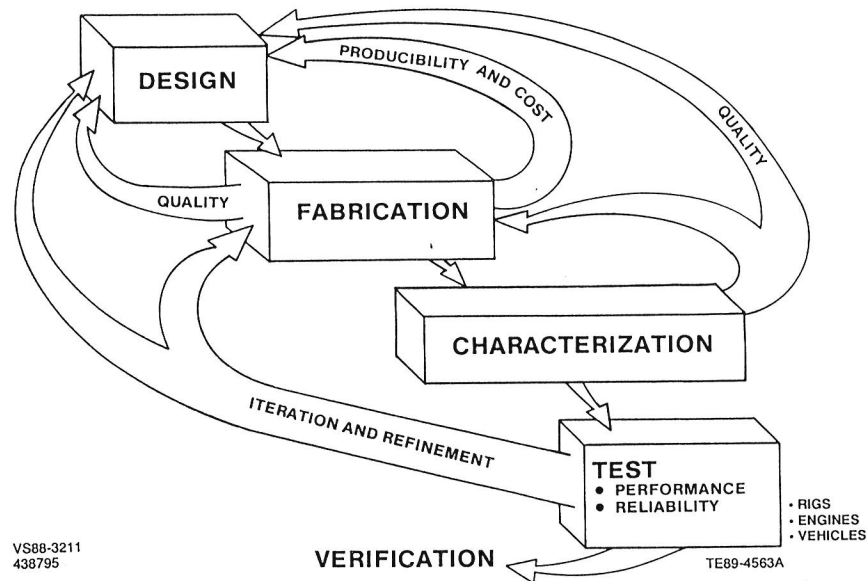 DESIGN
PRODUCIBILITY AND COST
QUALITY
QUALITY
FABRICATION
CHARACTERIZATION
ITERATION AND REFINEMENT
TEST
● PERFORMANCE
● RELIABILITY
• RIGS
• ENGINES
• VEHICLES
VS88-3211
438795
VERIFICATION
TE89-4563A